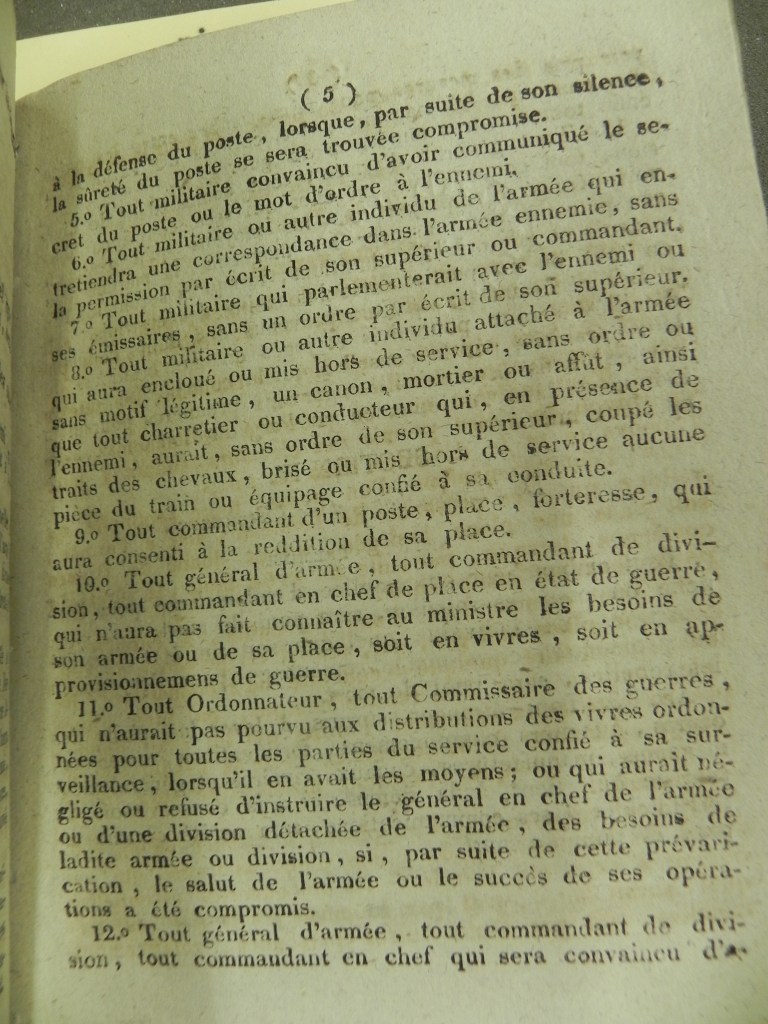 ( 5 )
à la défense du poste, lorsque, par suite de son silence,
la sûreté du poste se sera trouvée compromise.
5.º Tout militaire convaincu d'avoir communiqué le se-
cret du poste ou le mot d'ordre à l'ennemi.
6.º Tout militaire ou autre individu de l'armée qui en-
tretiendra une correspondance dans l'armée ennemie, sans
la permission par écrit de son supérieur ou commandant.
7.º Tout militaire qui parlementerait avec l'ennemi ou
ses émissaires, sans un ordre par écrit de son supérieur.
8.º Tout militaire ou autre individu attaché à l'armée
qui aura encloué ou mis hors de service, sans ordre ou
sans motif légitime, un canon, mortier ou affût, ainsi
que tout charretier ou conducteur qui, en présence de
l'ennemi, aurait, sans ordre de son supérieur, coupé les
traits des chevaux, brisé ou mis hors de service aucune
pièce du train ou équipage confié à sa conduite.
9.º Tout commandant d'un poste, place, forteresse, qui
aura consenti à la reddition de sa place.
10.º Tout général d'armée, tout commandant de divi-
sion, tout commandant en chef de place en état de guerre,
qui n'aura pas fait connaître au ministre les besoins de
son armée ou de sa place, soit en vivres, soit en ap-
provisionnemens de guerre.
11.º Tout Ordonnateur, tout Commissaire des guerres,
qui n'aurait pas pourvu aux distributions des vivres ordon-
nées pour toutes les parties du service confié à sa sur-
veillance, lorsqu'il en avait les moyens; ou qui aurait né-
gligé ou refusé d'instruire le général en chef de l'armée
ou d'une division détachée de l'armée, des besoins de
ladite armée ou division, si, par suite de cette prévari-
cation, le salut de l'armée ou le succès de ses opéra-
tions a été compromis.
12.º Tout général d'armée, tout commandant de divi-
sion, tout commandant en chef qui sera convaincu d'a-